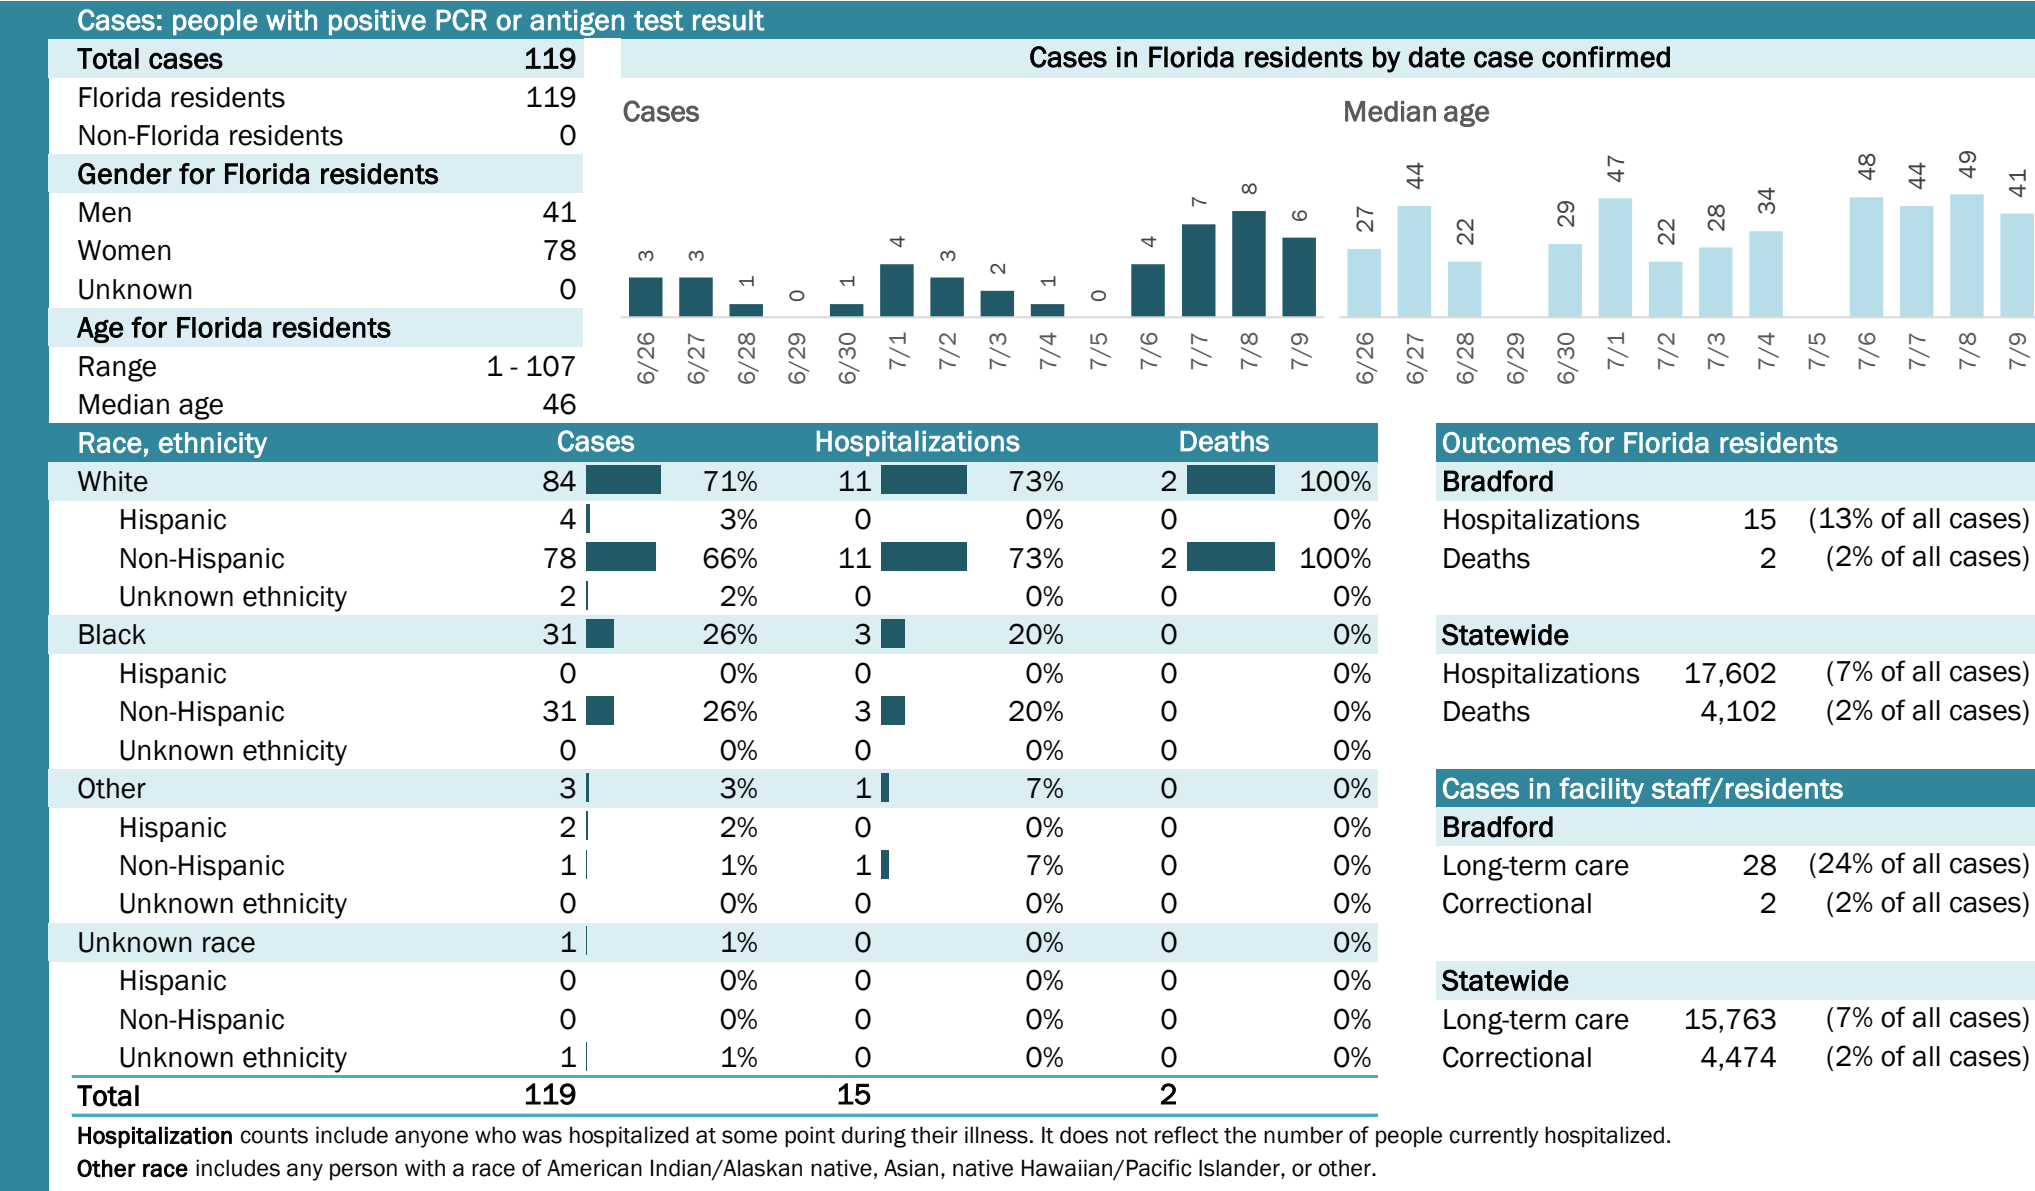 Cases: people with positive PCR or antigen test result
Total cases 119
Florida residents 119
Non-Florida residents 0
Gender for Florida residents
Men 41
Women 78
Unknown 0
Age for Florida residents
Range 1 - 107
Median age 46
Cases in Florida residents by date case confirmed
Cases
3 3 1 0 1 4 3 2 1 0 4 7 8 6
6/26 6/27 6/28 6/29 6/30 7/1 7/2 7/3 7/4 7/5 7/6 7/7 7/8 7/9
Median age
27 44 22 29 47 22 28 34 48 44 49 41
6/26 6/27 6/28 6/29 6/30 7/1 7/2 7/3 7/4 7/5 7/6 7/7 7/8 7/9
Race, ethnicity Cases Hospitalizations Deaths
White 84 71% 11 73% 2 100%
Hispanic 4 3% 0 0% 0 0%
Non-Hispanic 78 66% 11 73% 2 100%
Unknown ethnicity 2 2% 0 0% 0 0%
Black 31 26% 3 20% 0 0%
Hispanic 0 0% 0 0% 0 0%
Non-Hispanic 31 26% 3 20% 0 0%
Unknown ethnicity 0 0% 0 0% 0 0%
Other 3 3% 1 7% 0 0%
Hispanic 2 2% 0 0% 0 0%
Non-Hispanic 1 1% 1 7% 0 0%
Unknown ethnicity 0 0% 0 0% 0 0%
Unknown race 1 1% 0 0% 0 0%
Hispanic 0 0% 0 0% 0 0%
Non-Hispanic 0 0% 0 0% 0 0%
Unknown ethnicity 1 1% 0 0% 0 0%
Total 119 15 2
Outcomes for Florida residents
Bradford
Hospitalizations 15 (13% of all cases)
Deaths 2 (2% of all cases)
Statewide
Hospitalizations 17,602 (7% of all cases)
Deaths 4,102 (2% of all cases)
Cases in facility staff/residents
Bradford
Long-term care 28 (24% of all cases)
Correctional 2 (2% of all cases)
Statewide
Long-term care 15,763 (7% of all cases)
Correctional 4,474 (2% of all cases)
Hospitalization counts include anyone who was hospitalized at some point during their illness. It does not reflect the number of people currently hospitalized.
Other race includes any person with a race of American Indian/Alaskan native, Asian, native Hawaiian/Pacific Islander, or other.